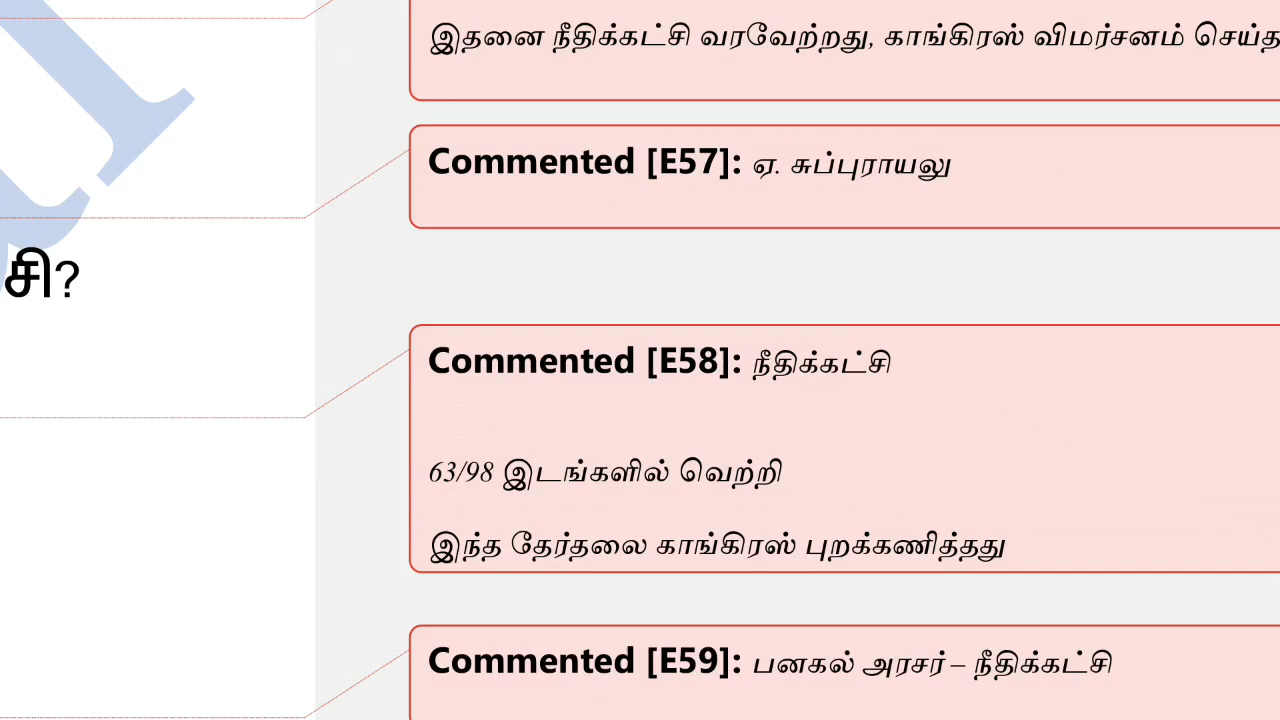 இதனை நீதிக்கட்சி வரவேற்றது, காங்கிரஸ் விமர்சனம் செய்த
Commented [E57]: ஏ. சுப்புராயலு
சி?
Commented [E58]: நீதிக்கட்சி
63/98 இடங்களில் வெற்றி
இந்த தேர்தலை காங்கிரஸ் புறக்கணித்தது
Commented [E59]: பனகல் அரசர் – நீதிக்கட்சி